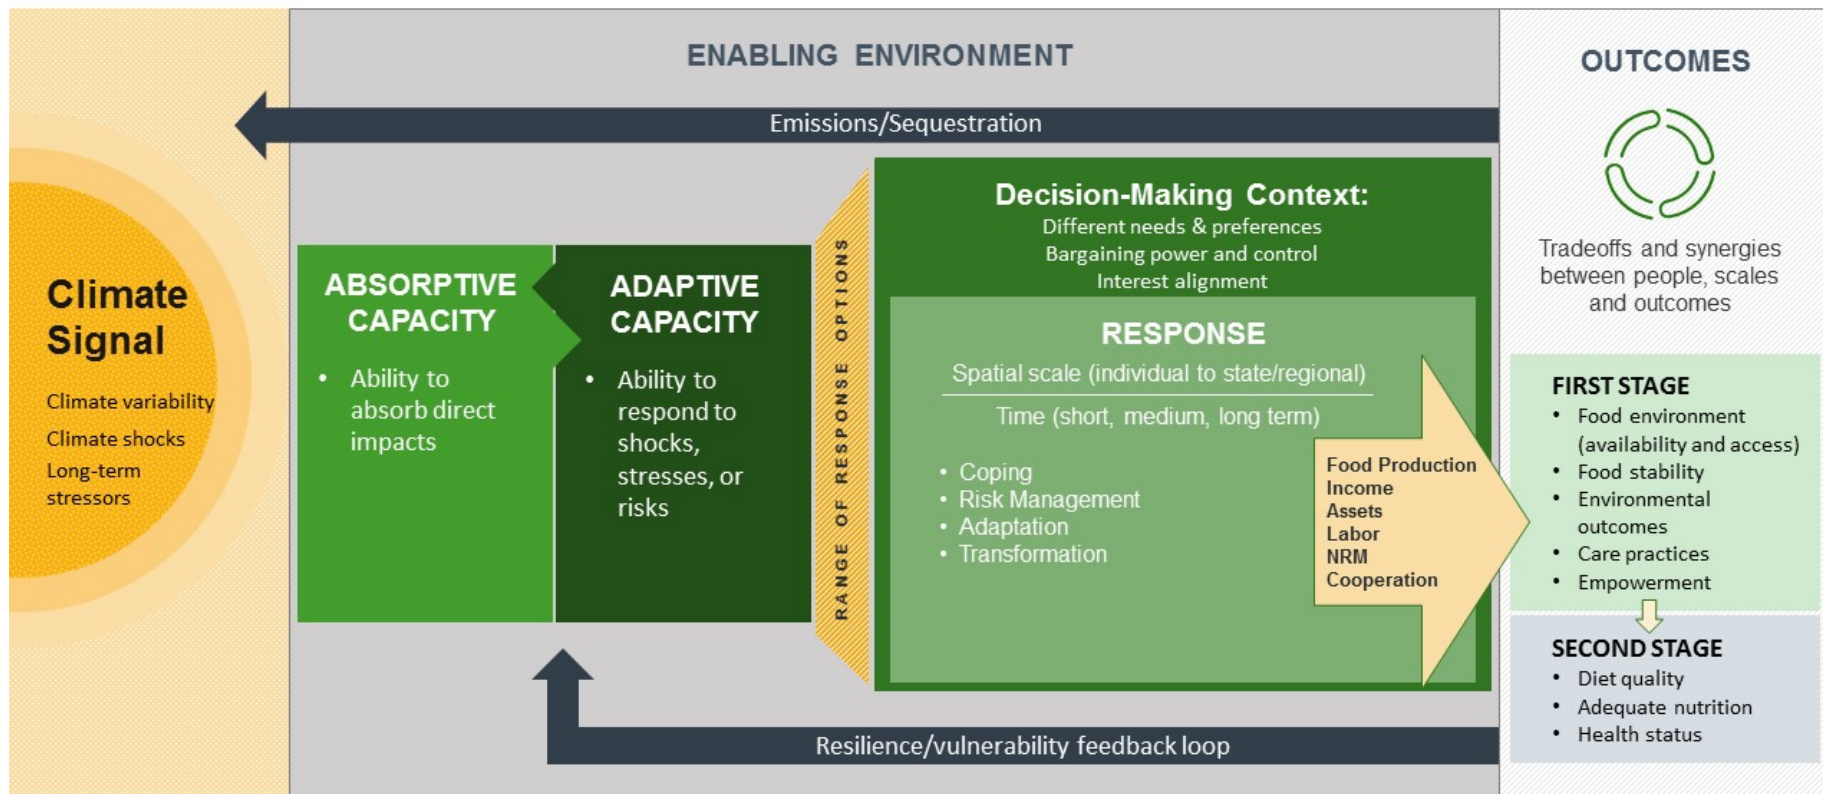 ENABLING ENVIRONMENT
Emissions/Sequestration
Climate
Signal
Climate variability
Climate shocks
Long-term
stressors
ABSORPTIVE
CAPACITY
• Ability to
absorb direct
impacts
ADAPTIVE
CAPACITY
• Ability to
respond to
shocks,
stresses, or
risks
RANGE OF RESPONSE OPTIONS
Decision-Making Context:
Different needs & preferences
Bargaining power and control
Interest alignment
RESPONSE
Spatial scale (individual to state/regional)
Time (short, medium, long term)
• Coping
• Risk Management
• Adaptation
• Transformation
Food Production
Income
Assets
Labor
NRM
Cooperation
Resilience/vulnerability feedback loop
OUTCOMES
Tradeoffs and synergies
between people, scales
and outcomes
FIRST STAGE
• Food environment
(availability and access)
• Food stability
• Environmental
outcomes
• Care practices
• Empowerment
SECOND STAGE
• Diet quality
• Adequate nutrition
• Health status